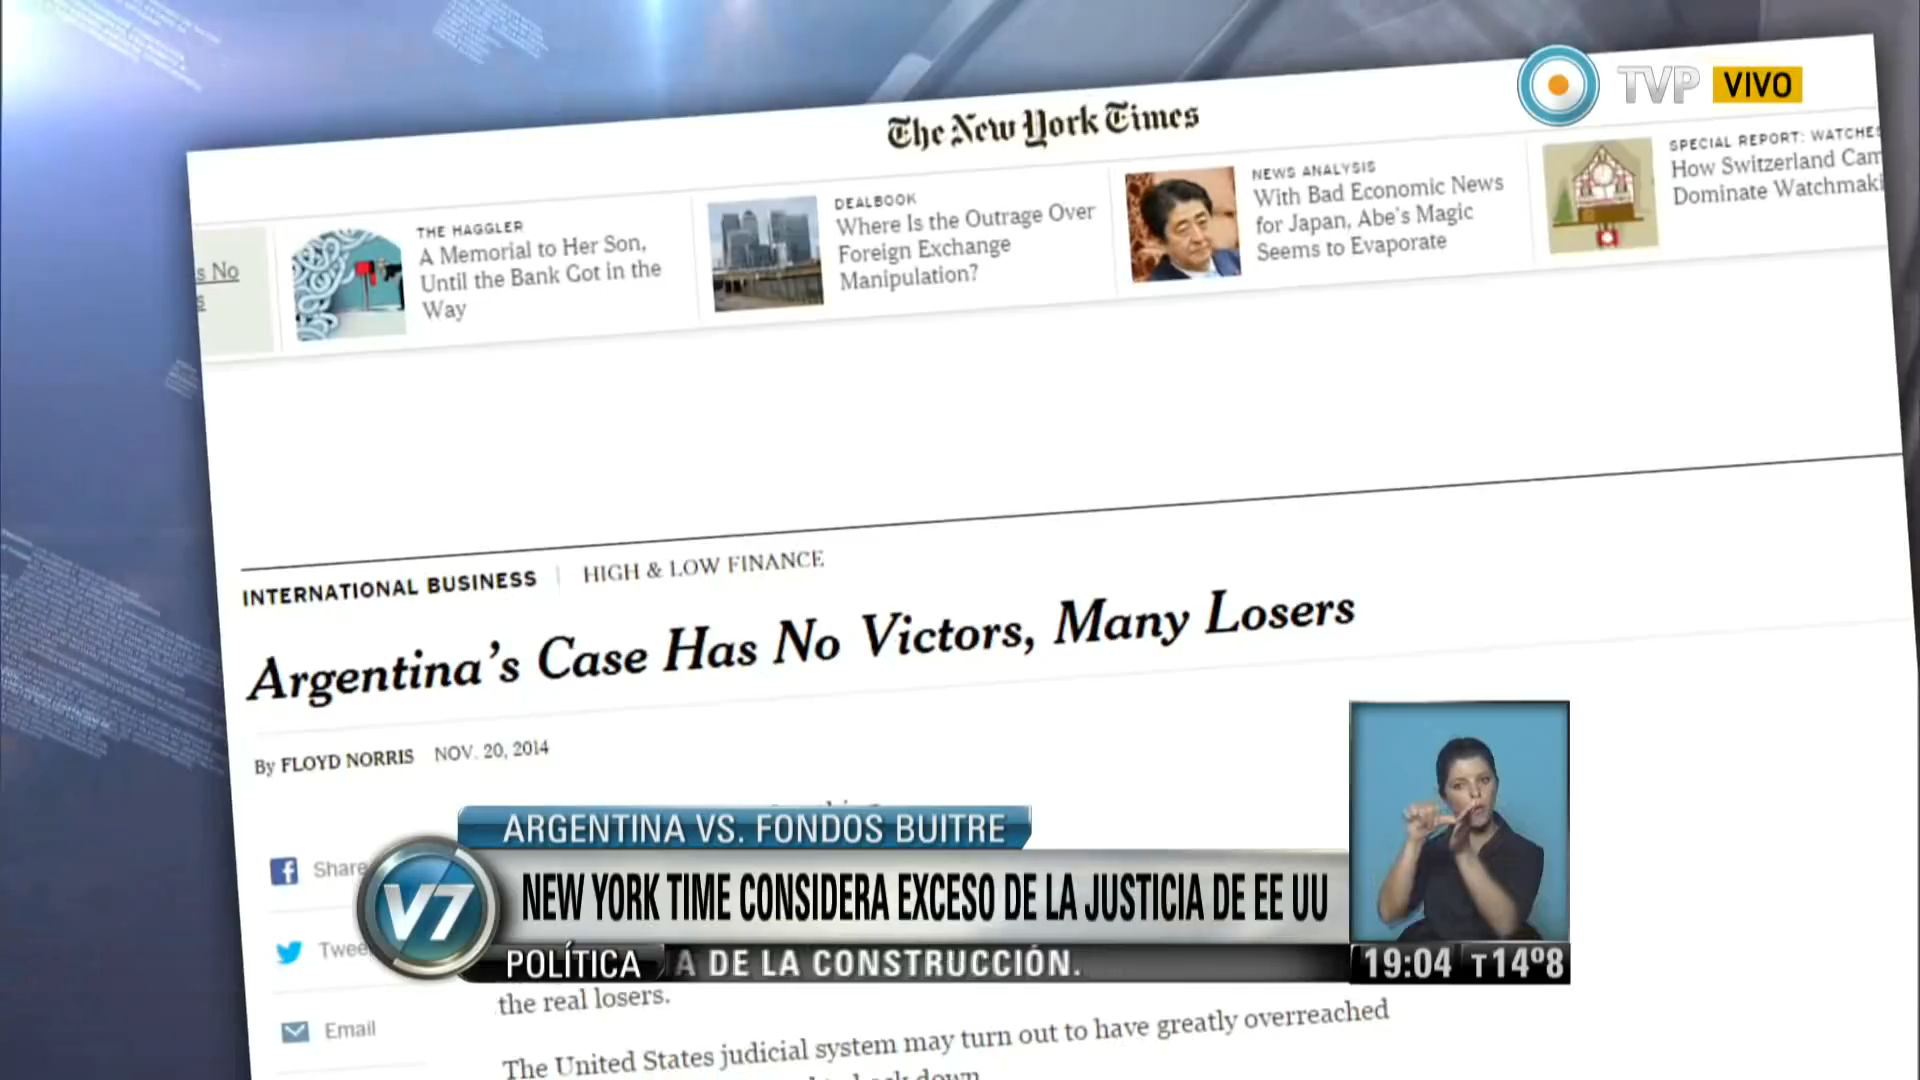 TVP VIVO
The New York Times
THE HAGGLER
A Memorial to Her Son,
Until the Bank Got in the
Way
DEALBOOK
Where Is the Outrage Over
Foreign Exchange
Manipulation?
NEWS ANALYSIS
With Bad Economic News
for Japan, Abe's Magic
Seems to Evaporate
SPECIAL REPORT: WATCHES
How Switzerland Cam
Dominate Watchmaki
s No
INTERNATIONAL BUSINESS HIGH & LOW FINANCE
Argentina's Case Has No Victors, Many Losers
By FLOYD NORRIS NOV. 20, 2014
Share
Twee
Email
ARGENTINA VS. FONDOS BUITRE
V7
NEW YORK TIME CONSIDERA EXCESO DE LA JUSTICIA DE EE UU
POLÍTICA A DE LA CONSTRUCCIÓN.
19:04 T14º8
the real losers.
The United States judicial system may turn out to have greatly overreached